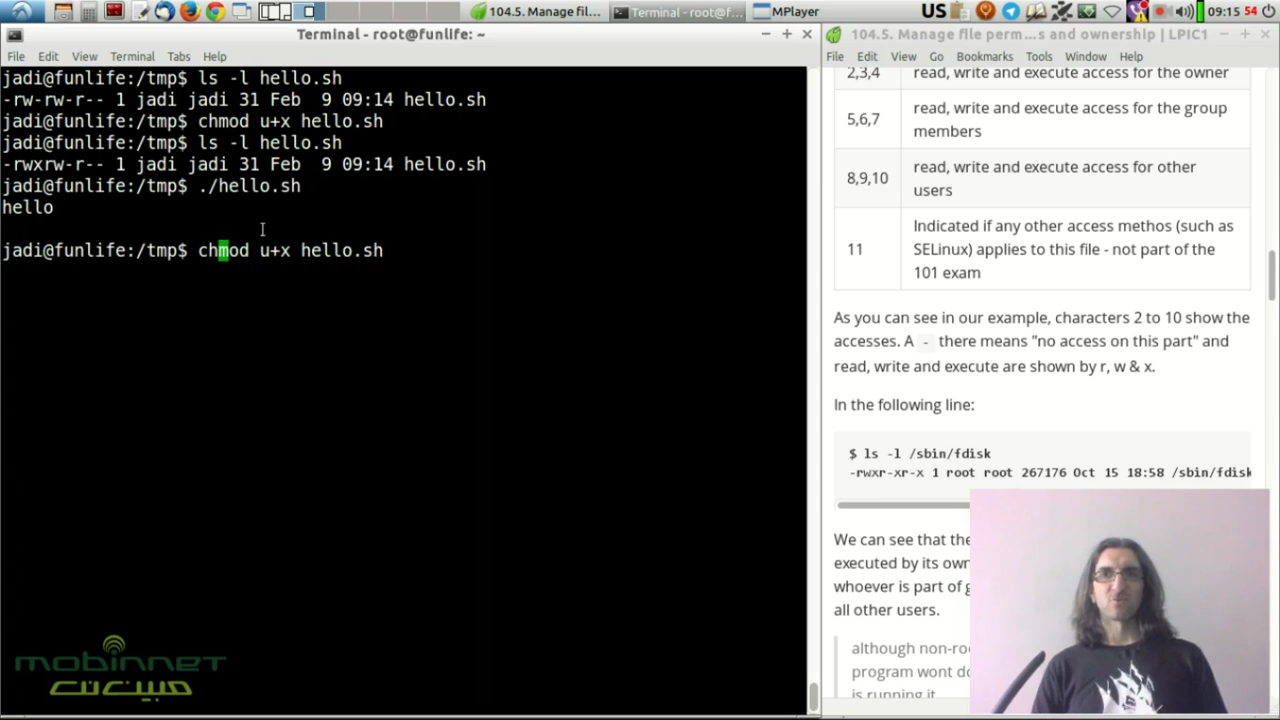 US
09:15 54
104.5. Manage fil...
Terminal - root@f...
MPlayer
Terminal - root@funlife: ~
File Edit View Terminal Tabs Help
jadi@funlife:/tmp$ ls -l hello.sh
-rw-rw-r-- 1 jadi jadi 31 Feb  9 09:14 hello.sh
jadi@funlife:/tmp$ chmod u+x hello.sh
jadi@funlife:/tmp$ ls -l hello.sh
-rwxrw-r-- 1 jadi jadi 31 Feb  9 09:14 hello.sh
jadi@funlife:/tmp$ ./hello.sh
hello
jadi@funlife:/tmp$ chmod u+x hello.sh
mobinnet
مبین نت
104.5. Manage file perm...s and ownership | LPIC1
File Edit View Go Bookmarks Tools Window Help
2,3,4 read, write and execute access for the owner
5,6,7 read, write and execute access for the group
members
8,9,10 read, write and execute access for other
users
Indicated if any other access methos (such as
11 SELinux) applies to this file - not part of the
101 exam
As you can see in our example, characters 2 to 10 show the
accesses. A - there means "no access on this part" and
read, write and execute are shown by r, w & x.
In the following line:
$ ls -l /sbin/fdisk
-rwxr-xr-x 1 root root 267176 Oct 15 18:58 /sbin/fdisk
We can see that the
executed by its own
whoever is part of g
all other users.
although non-ro
program wont do
is running it